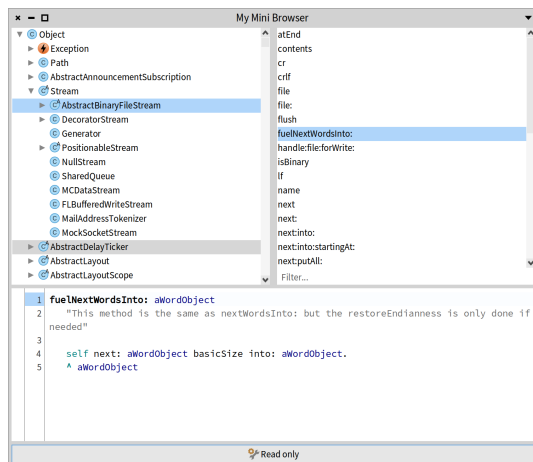 My Mini Browser
Object
Exception
Path
AbstractAnnouncementSubscription
Stream
AbstractBinaryFileStream
DecoratorStream
Generator
PositionableStream
NullStream
SharedQueue
MCDataStream
FLBufferedWriteStream
MailAddressTokenizer
MockSocketStream
AbstractDelayTicker
AbstractLayout
AbstractLayoutScope
atEnd
contents
cr
crlf
file
file:
flush
fuelNextWordsInto:
handle:file:forWrite:
isBinary
lf
name
next
next:
next:into:
next:into:startingAt:
next:putAll:
Filter...
1 fuelNextWordsInto: aWordObject
2 "This method is the same as nextWordsInto: but the restoreEndianness is only done if
needed"
3
4 self next: aWordObject basicSize into: aWordObject.
5 ^ aWordObject
Read only